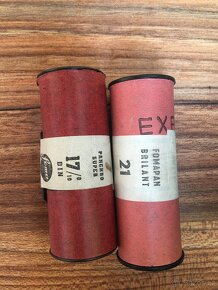 PANCHRO
SUPER
17/10
DIN
EXP
FOMAPAN
BRILANT
21